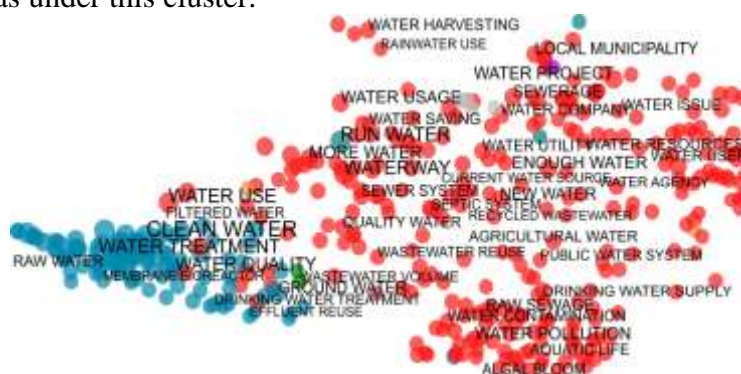 as under this cluster.
WATER HARVESTING
RAINWATER USE
LOCAL MUNICIPALITY
WATER PROJECT
SEWERAGE
WATER USAGE
WATER COMPANY
WATER ISSUE
WATER SAVING
RUN WATER
WATER UTILITY
WATER RESOURCES
MORE WATER
WATER USER
WATERWAY
ENOUGH WATER
CURRENT WATER SOURCE
WATER AGENCY
WATER USE
SEWER SYSTEM
NEW WATER
SEPTIC SYSTEM
FILTERED WATER
RECYCLED WASTEWATER
QUALITY WATER
CLEAN WATER
AGRICULTURAL WATER
WATER TREATMENT
WASTEWATER REUSE
PUBLIC WATER SYSTEM
RAW WATER
WATER QUALITY
MEMBRANE BIOREACTOR
WASTEWATER VOLUME
GROUND WATER
DRINKING WATER SUPPLY
DRINKING WATER TREATMENT
RAW SEWAGE
EFFLUENT REUSE
WATER CONTAMINATION
WATER POLLUTION
AQUATIC LIFE
ALGAL BLOOM